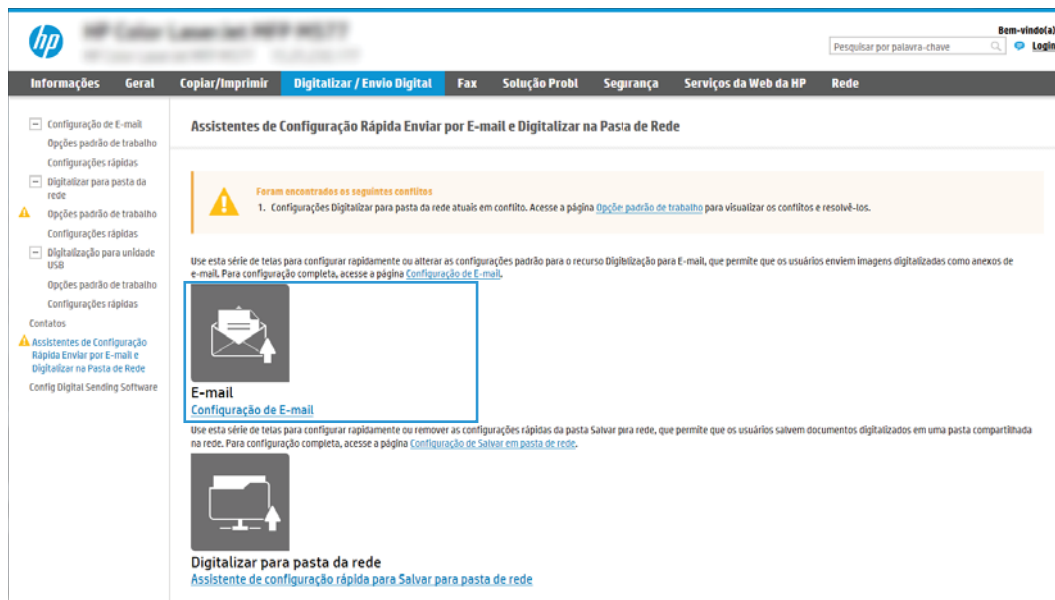 hp
Bem-vindo(a)
Pesquisar por palavra-chave
Login
Informações Geral Copiar/Imprimir Digitalizar / Envio Digital Fax Solução Probl Segurança Serviços da Web da HP Rede
Configuração de E-mail
Opções padrão de trabalho
Configurações rápidas
Digitalizar para pasta da
rede
Opções padrão de trabalho
Configurações rápidas
Digitalização para unidade
USB
Opções padrão de trabalho
Configurações rápidas
Contatos
Assistentes de Configuração
Rápida Enviar por E-mail e
Digitalizar na Pasta de Rede
Config Digital Sending Software
Assistentes de Configuração Rápida Enviar por E-mail e Digitalizar na Pasta de Rede
Foram encontrados os seguintes conflitos
1. Configurações Digitalizar para pasta da rede atuais em conflito. Acesse a página Opçõe padrão de trabalho para visualizar os conflitos e resolvê-los.
Use esta série de telas para configurar rapidamente ou alterar as configurações padrão para o recurso Digitalização para E-mail, que permite que os usuários enviem imagens digitalizadas como anexos de
e-mail. Para configuração completa, acesse a página Configuração de E-mail.
E-mail
Configuração de E-mail
Use esta série de telas para configurar rapidamente ou remover as configurações rápidas da pasta Salvar pira rede, que permite que os usuários salvem documentos digitalizados em uma pasta compartilhada
na rede. Para configuração completa, acesse a página Configuração de Salvar em pasta de rede.
Digitalizar para pasta da rede
Assistente de configuração rápida para Salvar para pasta de rede